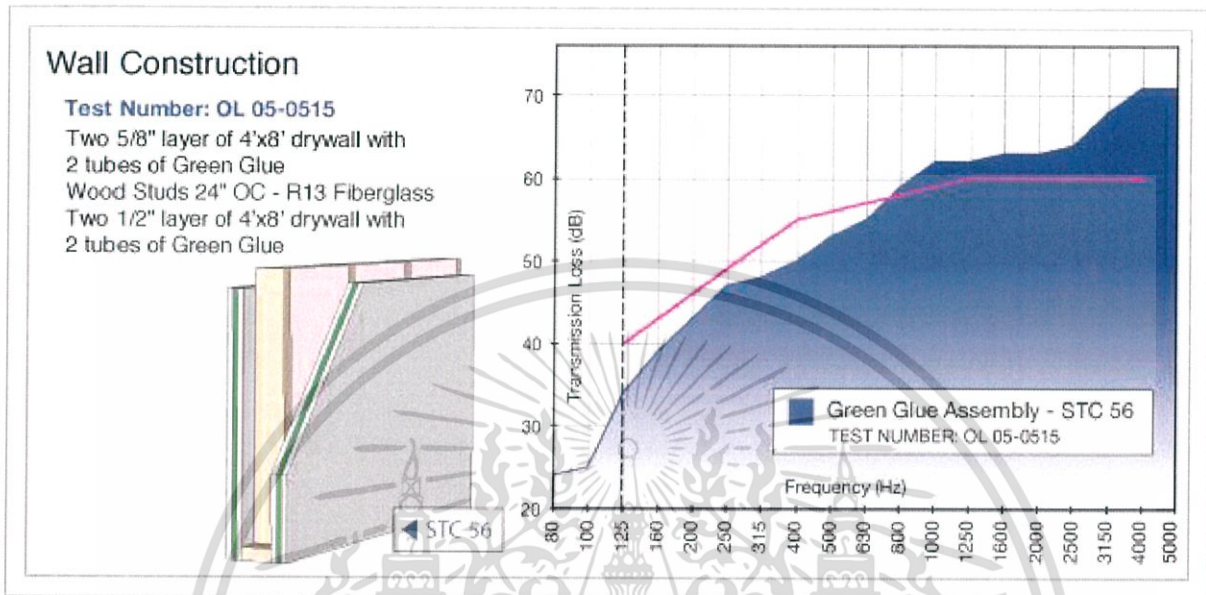 Wall Construction
Test Number: OL 05-0515
Two 5/8" layer of 4'x8' drywall with
2 tubes of Green Glue
Wood Studs 24" OC - R13 Fiberglass
Two 1/2" layer of 4'x8' drywall with
2 tubes of Green Glue
◄ STC 56
Transmission Loss (dB)
70
60
50
40
30
20
Green Glue Assembly - STC 56
TEST NUMBER: OL 05-0515
Frequency (Hz)
80 100 125 160 200 250 315 400 500 630 800 1000 1250 1600 2000 2500 3150 4000 5000